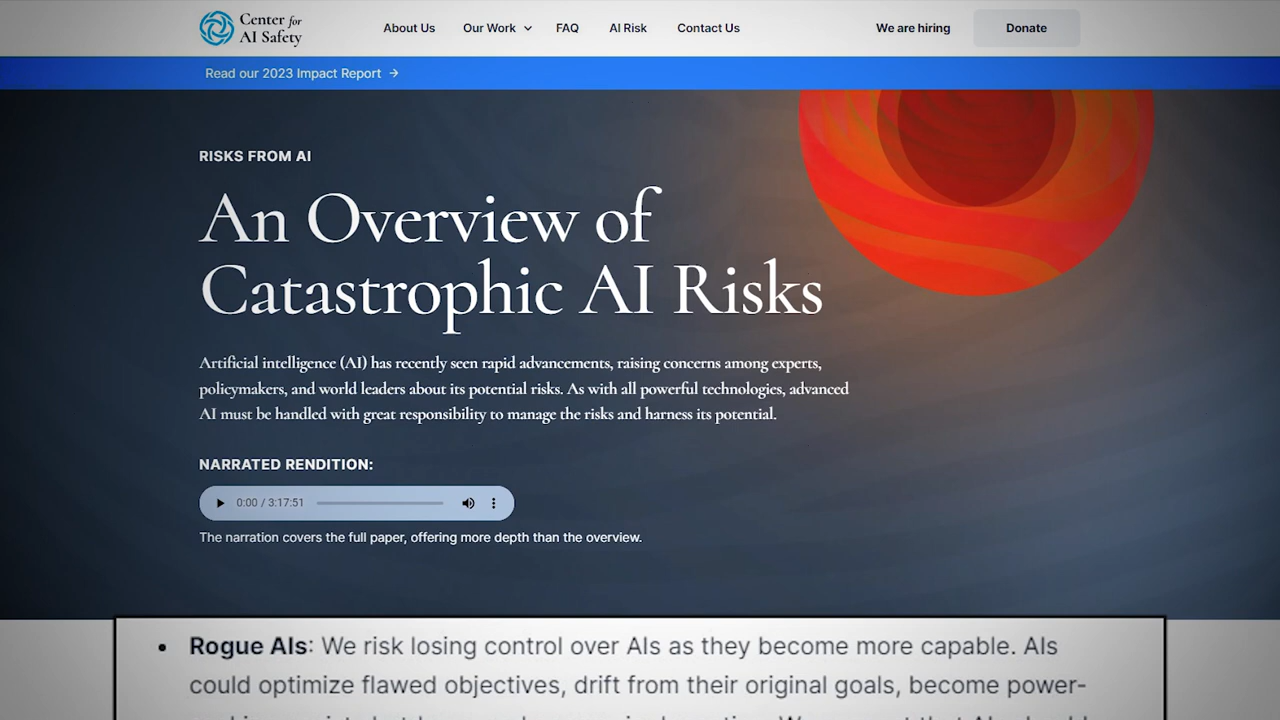 Center for
AI Safety
About Us
Our Work
FAQ
AI Risk
Contact Us
We are hiring
Donate
Read our 2023 Impact Report →
RISKS FROM AI
An Overview of
Catastrophic AI Risks
Artificial intelligence (AI) has recently seen rapid advancements, raising concerns among experts,
policymakers, and world leaders about its potential risks. As with all powerful technologies, advanced
AI must be handled with great responsibility to manage the risks and harness its potential.
NARRATED RENDITION:
0:00 / 3:17:51
The narration covers the full paper, offering more depth than the overview.
• Rogue AIs: We risk losing control over AIs as they become more capable. AIs
could optimize flawed objectives, drift from their original goals, become power-